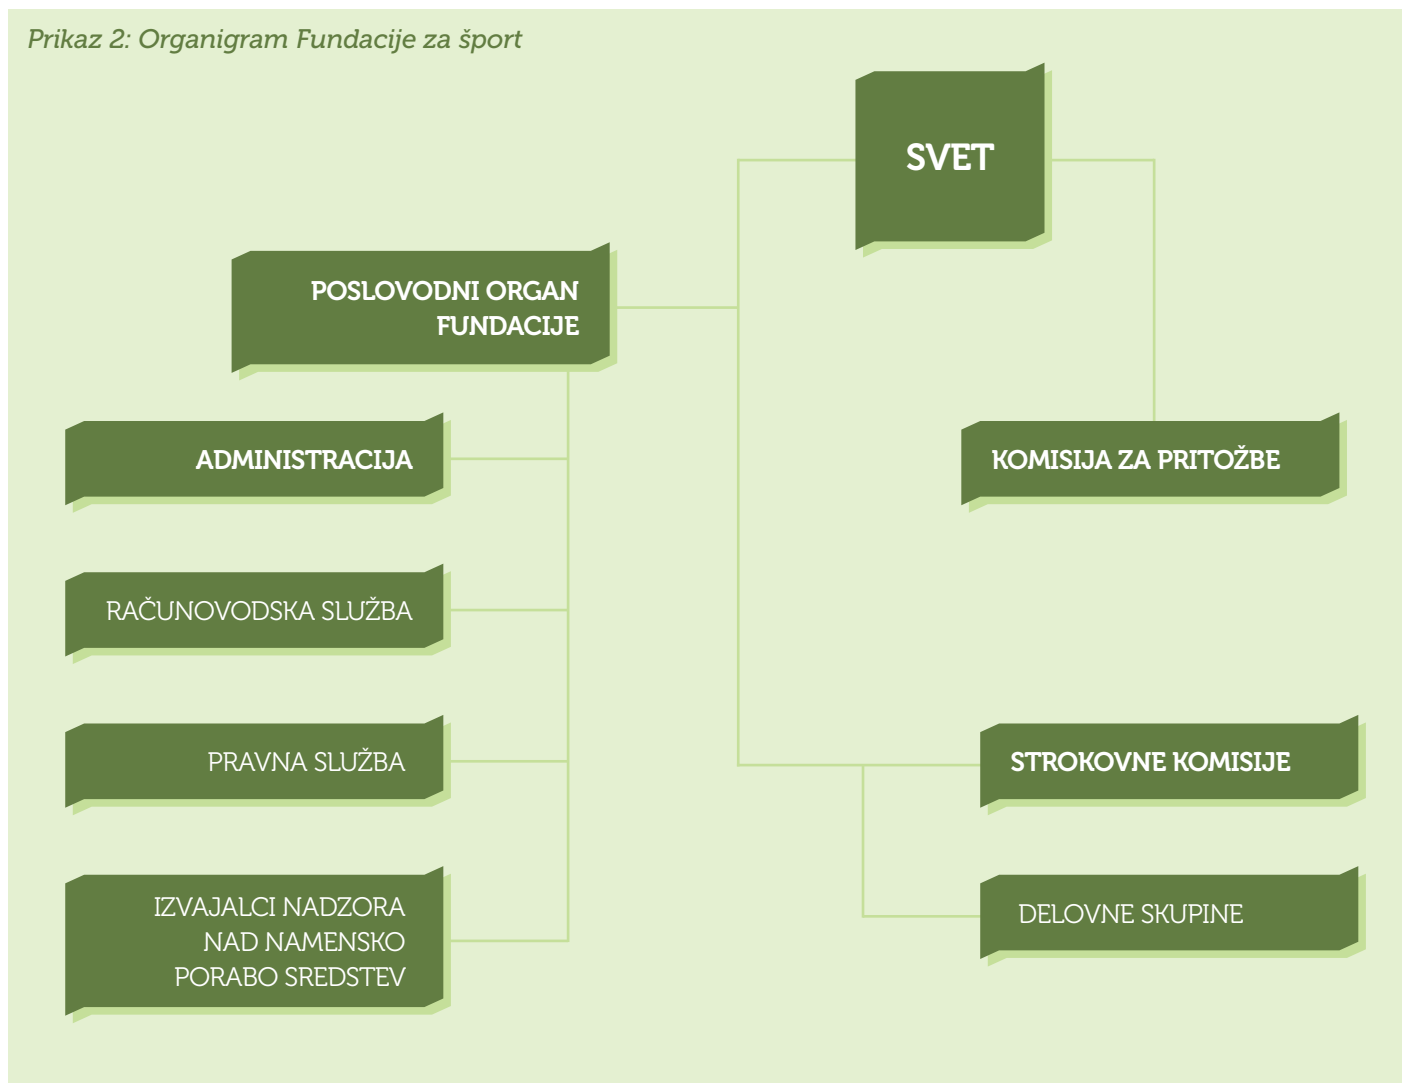 Prikaz 2: Organigram Fundacije za šport
SVET
POSLOVODNI ORGAN
FUNDACIJE
ADMINISTRACIJA
KOMISIJA ZA PRITOŽBE
RAČUNOVODSKA SLUŽBA
PRAVNA SLUŽBA
STROKOVNE KOMISIJE
IZVAJALCI NADZORA
NAD NAMENSKO
PORABO SREDSTEV
DELOVNE SKUPINE